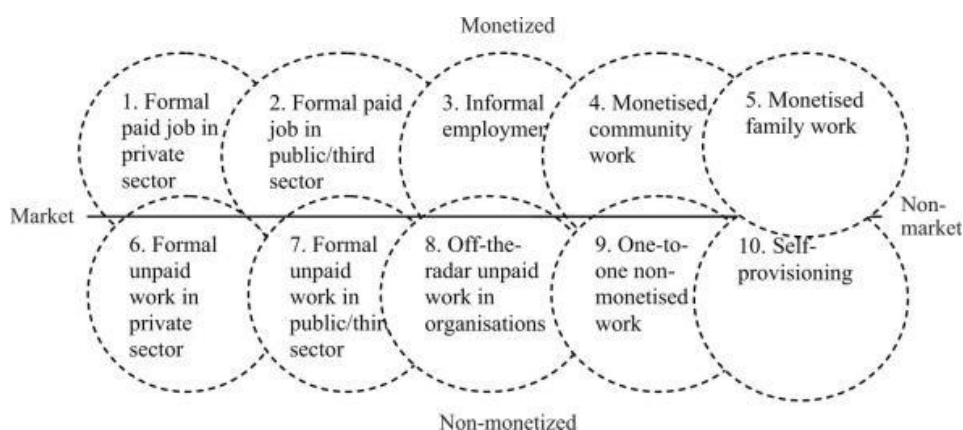 Monetized
1. Formal
paid job in
private
sector
2. Formal paid
job in
public/third
sector
3. Informal
employmer
4. Monetised
community
work
5. Monetised
family work
Market
Non-
market
6. Formal
unpaid
work in
private
sector
7. Formal
unpaid
work in
public/thir
sector
8. Off-the-
radar unpaid
work in
organisations
9. One-to-
one non-
monetised
work
10. Self-
provisioning
Non-monetized